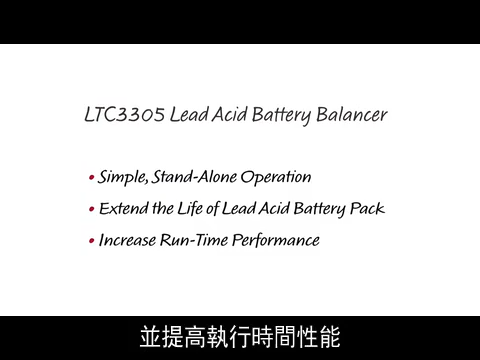 LTC3305 Lead Acid Battery Balancer
• Simple, Stand-Alone Operation
• Extend the Life of Lead Acid Battery Pack
• Increase Run-Time Performance
並提高執行時間性能